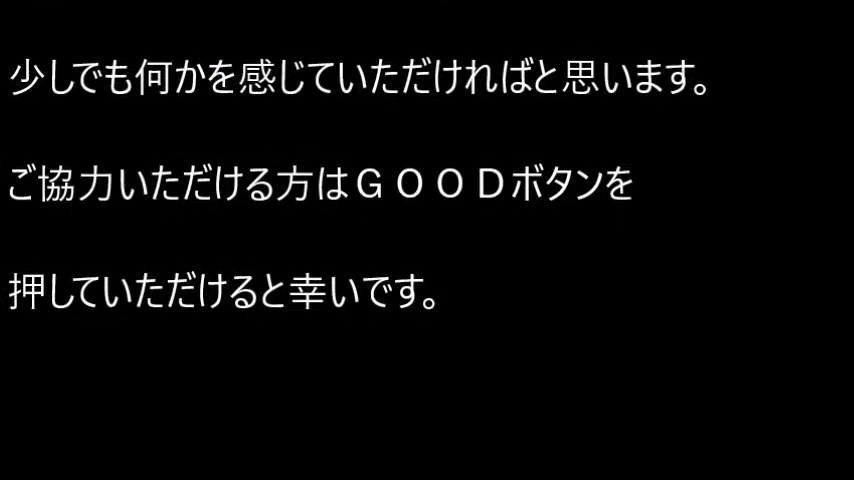 少しでも何かを感じていただければと思います。
ご協力いただける方はＧＯＯＤボタンを
押していただけると幸いです。